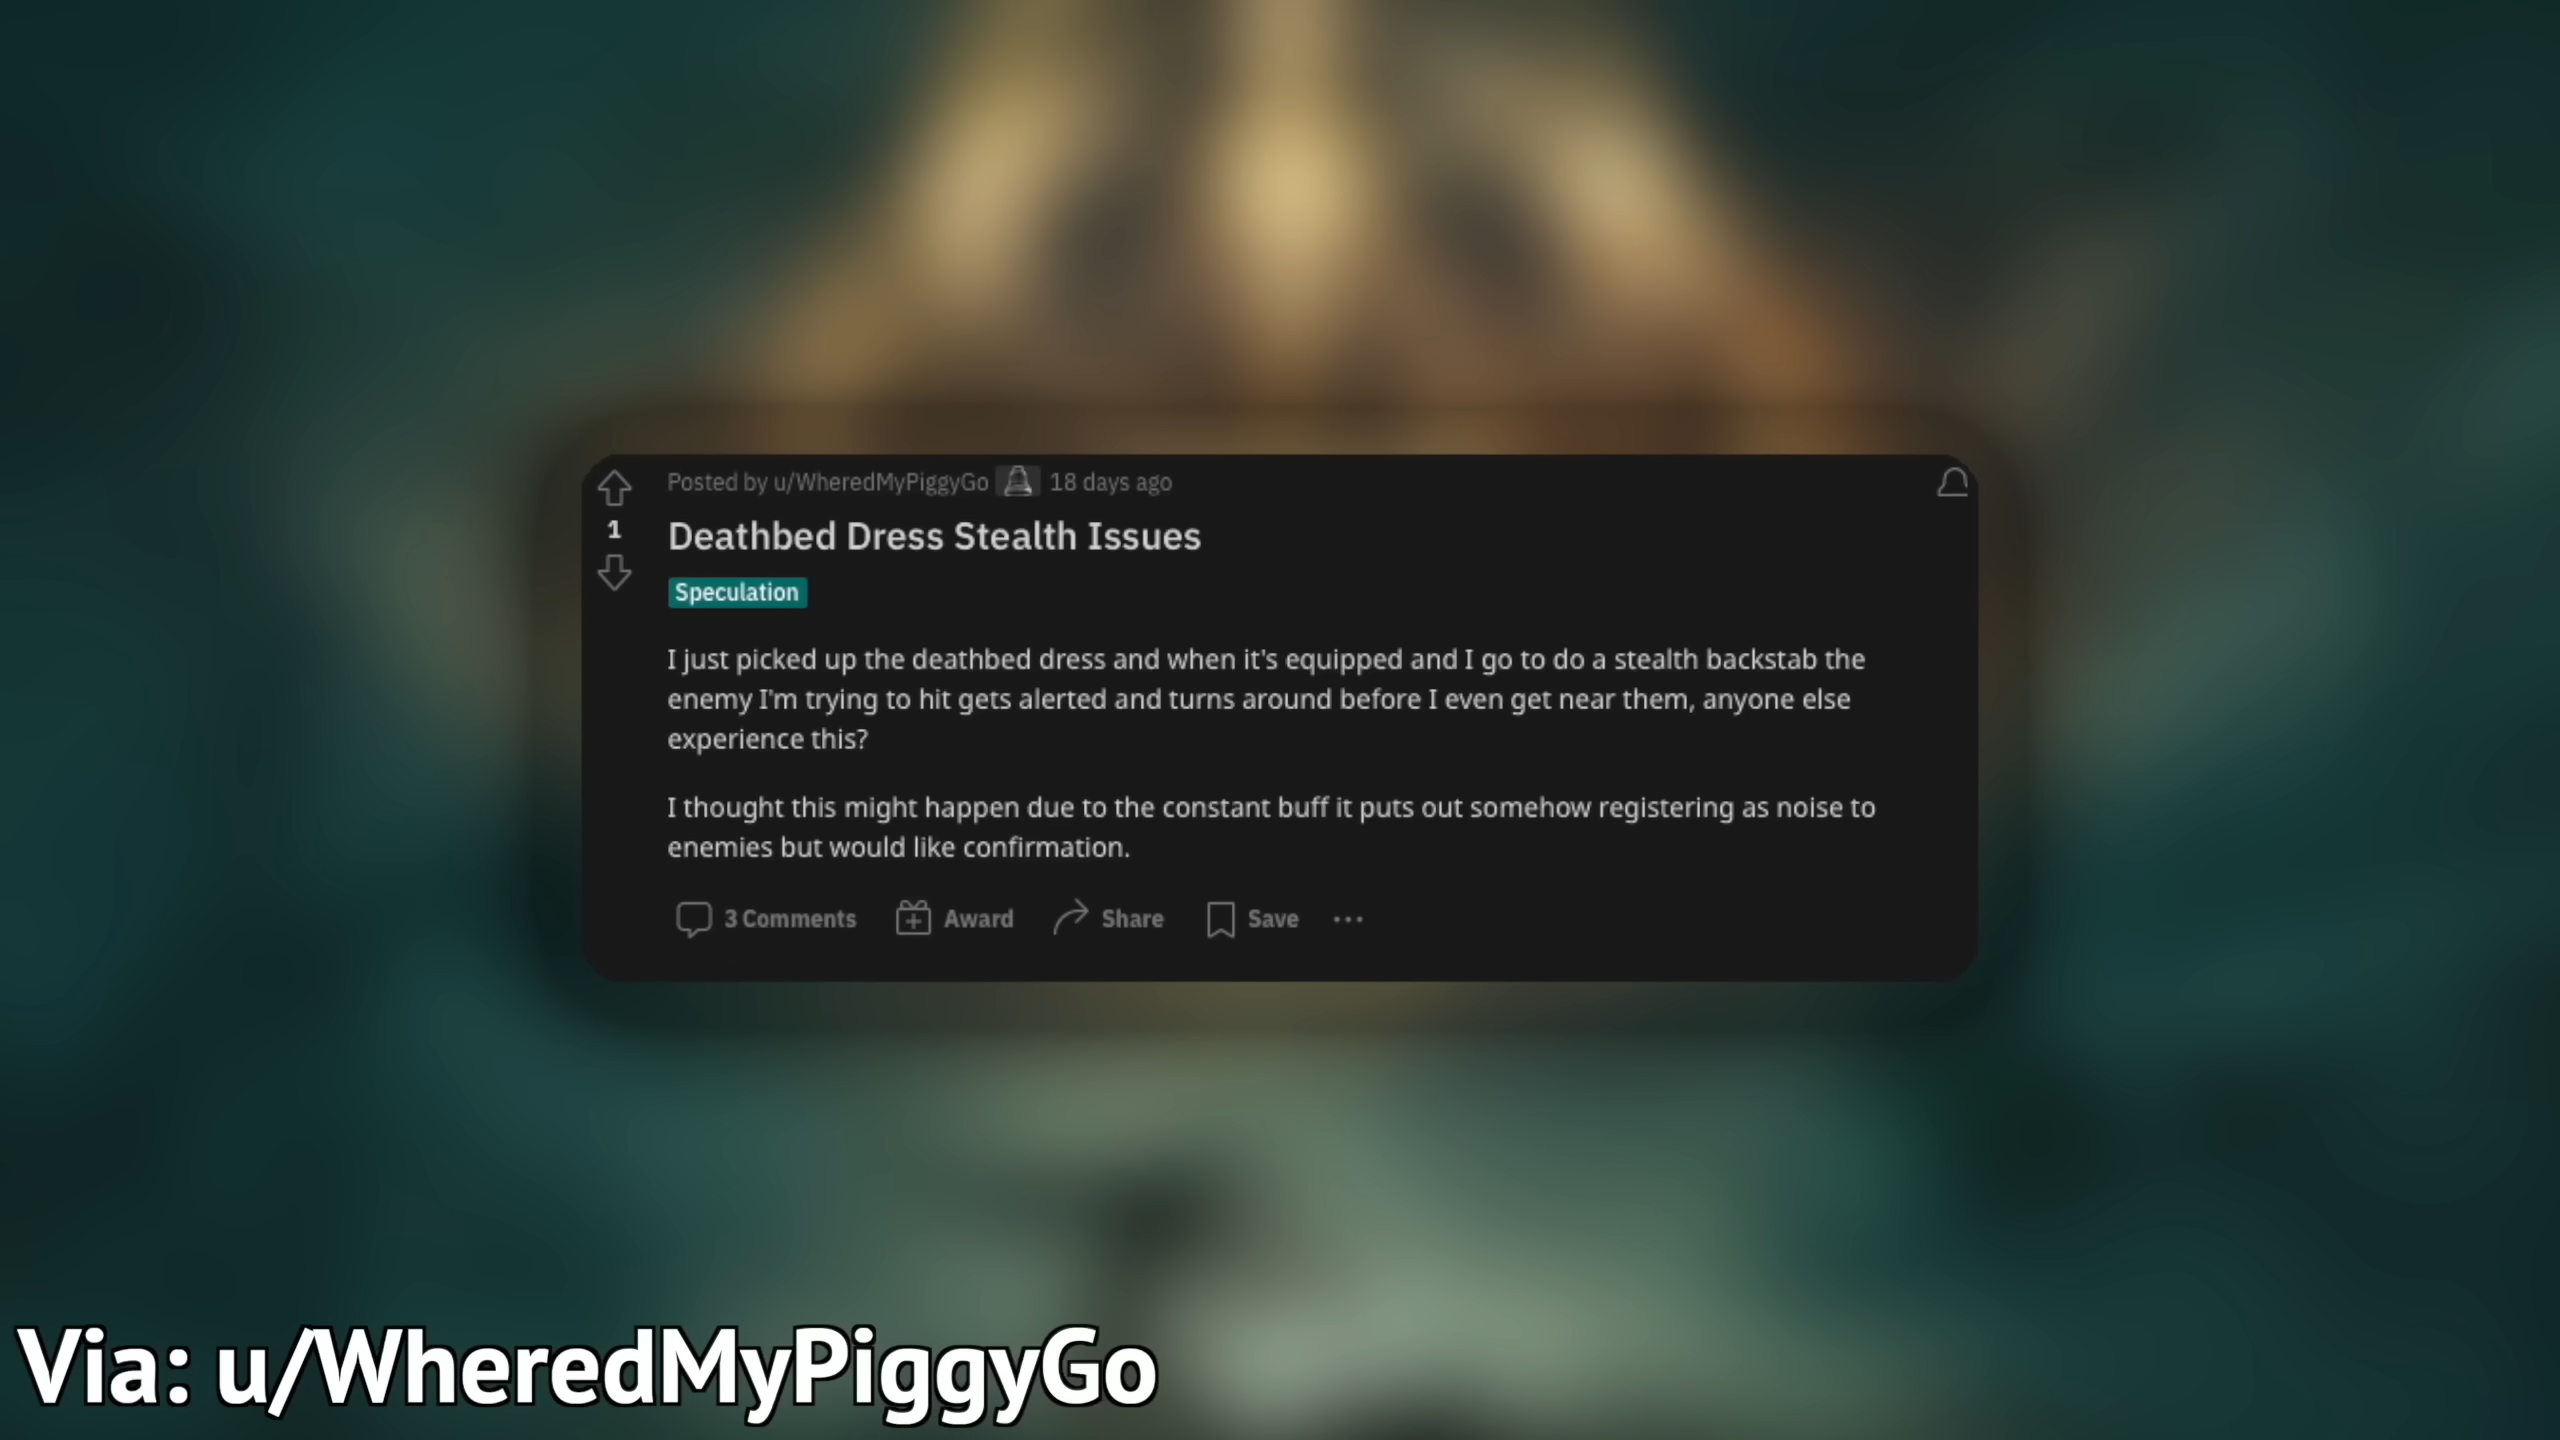 Posted by u/WheredMyPiggyGo 18 days ago
1
Deathbed Dress Stealth Issues
Speculation
I just picked up the deathbed dress and when it's equipped and I go to do a stealth backstab the
enemy I'm trying to hit gets alerted and turns around before I even get near them, anyone else
experience this?
I thought this might happen due to the constant buff it puts out somehow registering as noise to
enemies but would like confirmation.
3 Comments Award Share Save
Via: u/WheredMyPiggyGo